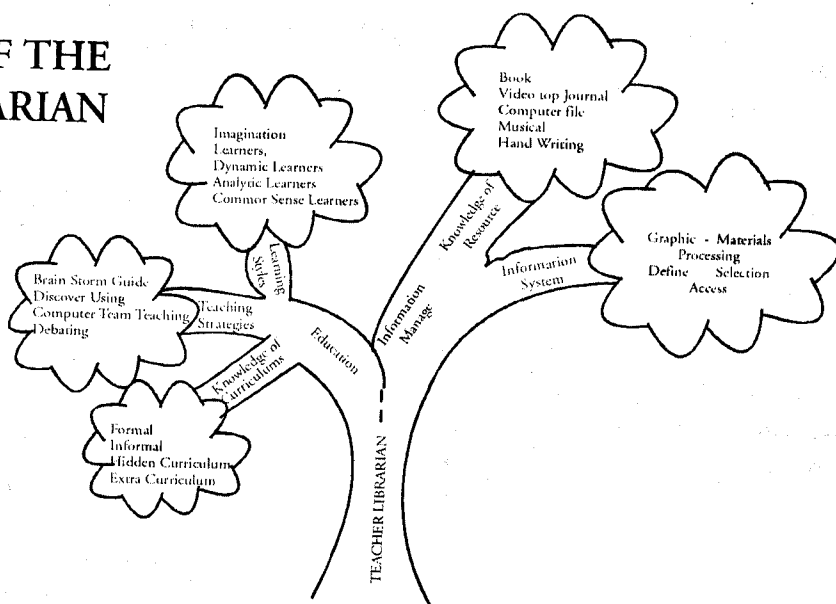 F THE
ARIAN
Imagination
Learners,
Dynamic Learners
Analytic Learners
Common Sense Learners
Book
Video top Journal
Computer file
Musical
Hand Writing
Graphic - Materials
Processing
Define Selection
Access
Brain Storm Guide
Discover Using
Computer Team Teaching
Debating
Formal
Informal
Hidden Curriculum
Extra Curriculum
Learning
Styles
Teaching
Strategies
Knowledge of
Curriculums
Education
Information
Manage
Knowledge of
Resource
Information
System
TEACHER LIBRARIAN